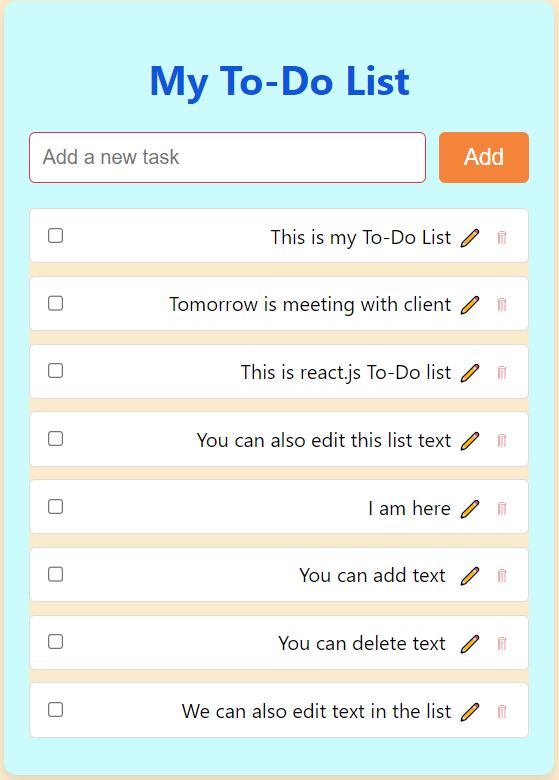 My To-Do List
Add a new task
Add
This is my To-Do List
Tomorrow is meeting with client
This is react.js To-Do list
You can also edit this list text
I am here
You can add text
You can delete text
We can also edit text in the list